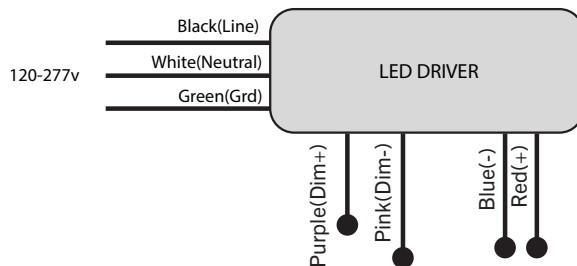 Black(Line)
White(Neutral)
120-277v
LED DRIVER
Green(Grd)
Purple(Dim+)
Pink(Dim-)
Blue(-)
Red(+)